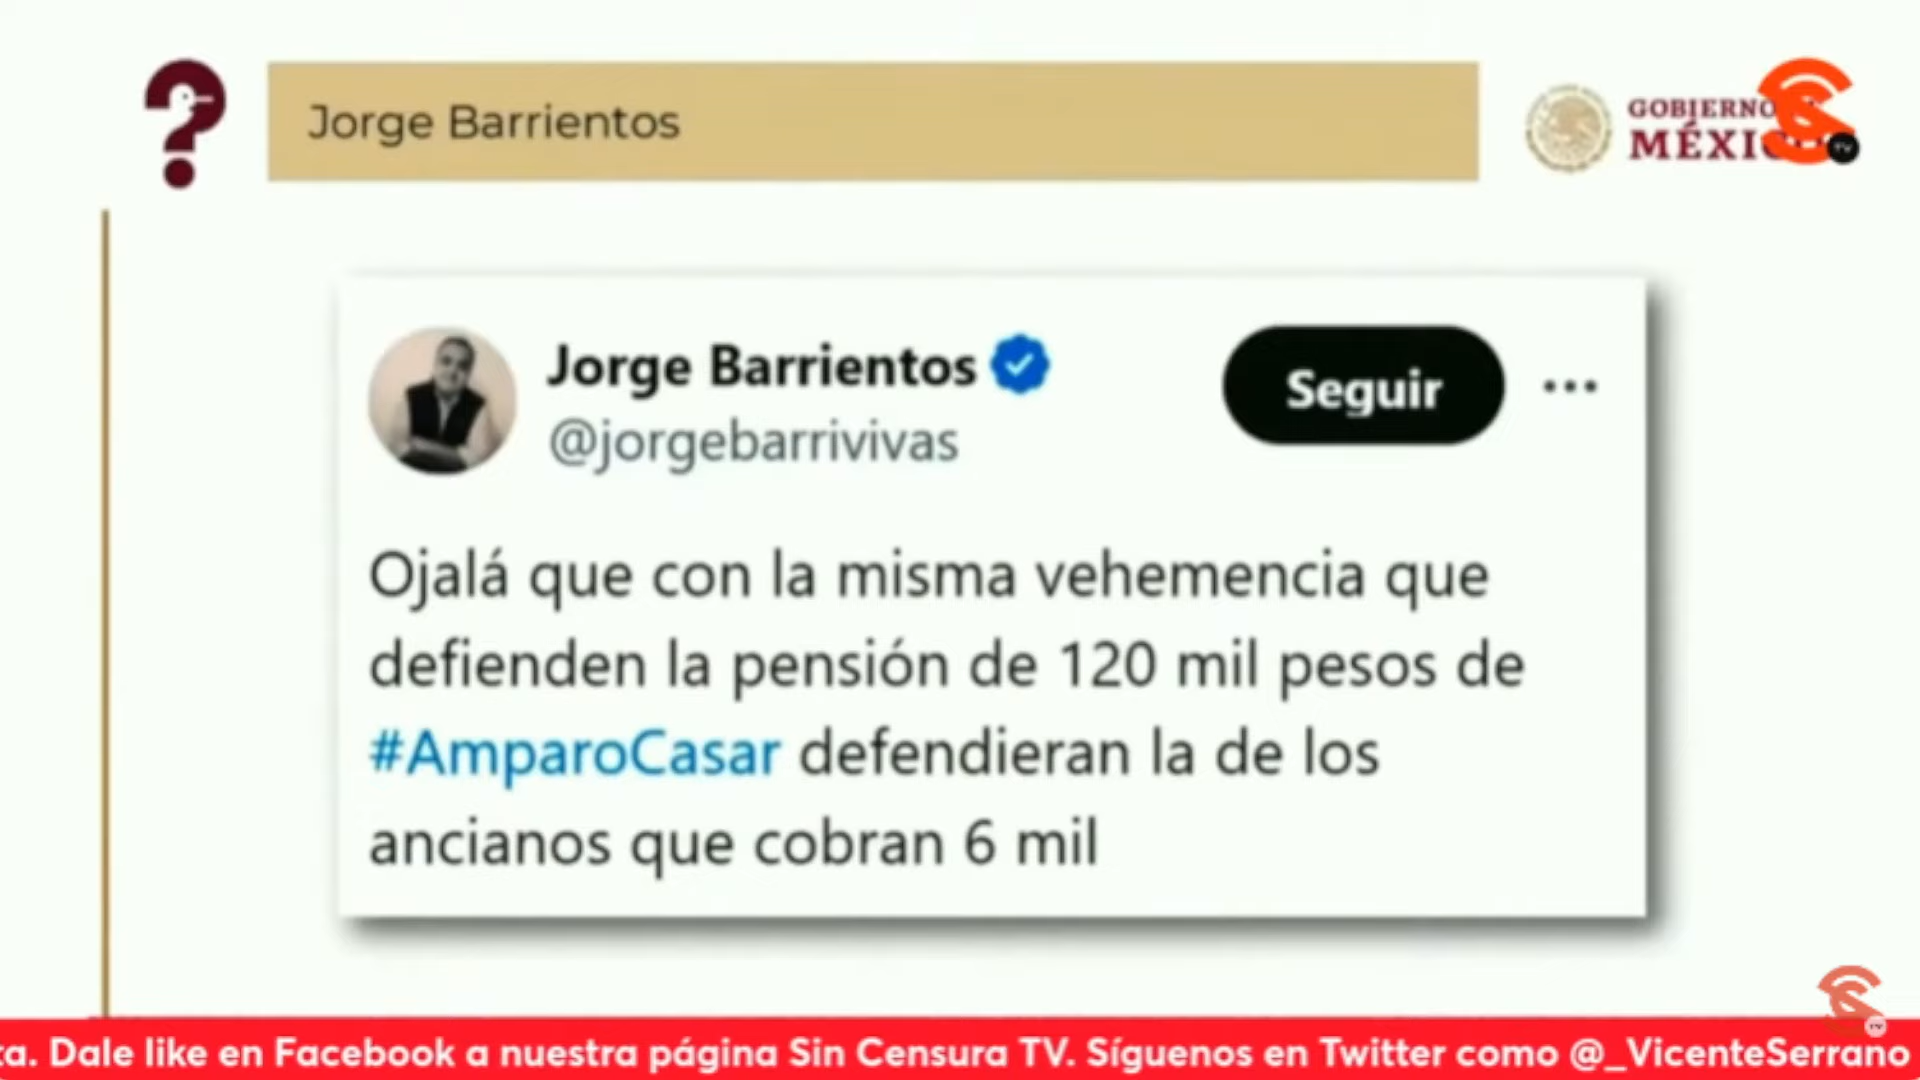 Jorge Barrientos
GOBIERNO
MÉXICO
TV
Jorge Barrientos
@jorgebarrivivas
Seguir
Ojalá que con la misma vehemencia que
defienden la pensión de 120 mil pesos de
#AmparoCasar defendieran la de los
ancianos que cobran 6 mil
TV
ta. Dale like en Facebook a nuestra página Sin Censura TV. Síguenos en Twitter como @_VicenteSerrano